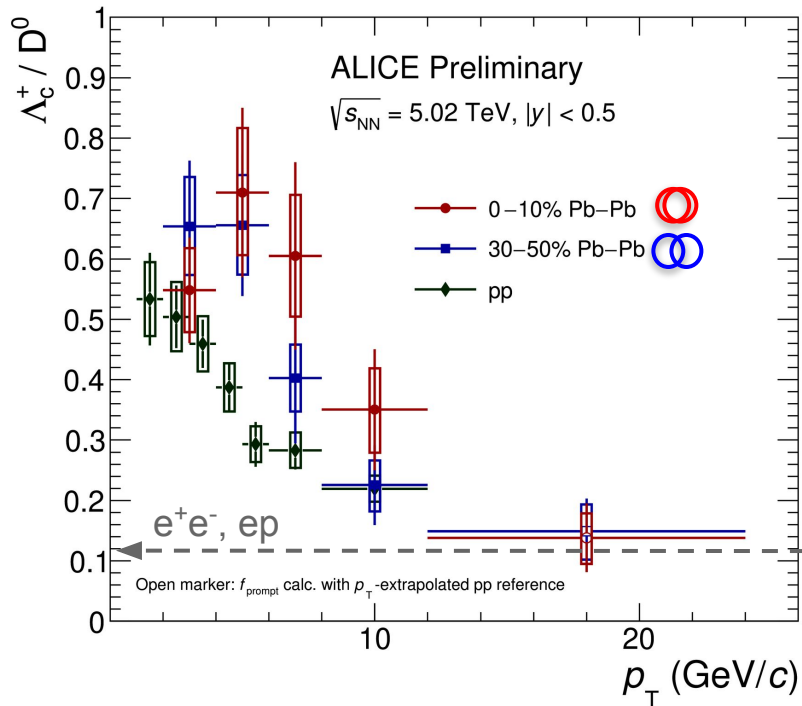 ALICE Preliminary
√sNN = 5.02 TeV, |y| < 0.5
0−10% Pb−Pb
30−50% Pb−Pb
pp
Λc+ / D0
1
0.9
0.8
0.7
0.6
0.5
0.4
0.3
0.2
0.1
0
e+e-, ep
Open marker: fprompt calc. with pT-extrapolated pp reference
10 20
pT (GeV/c)